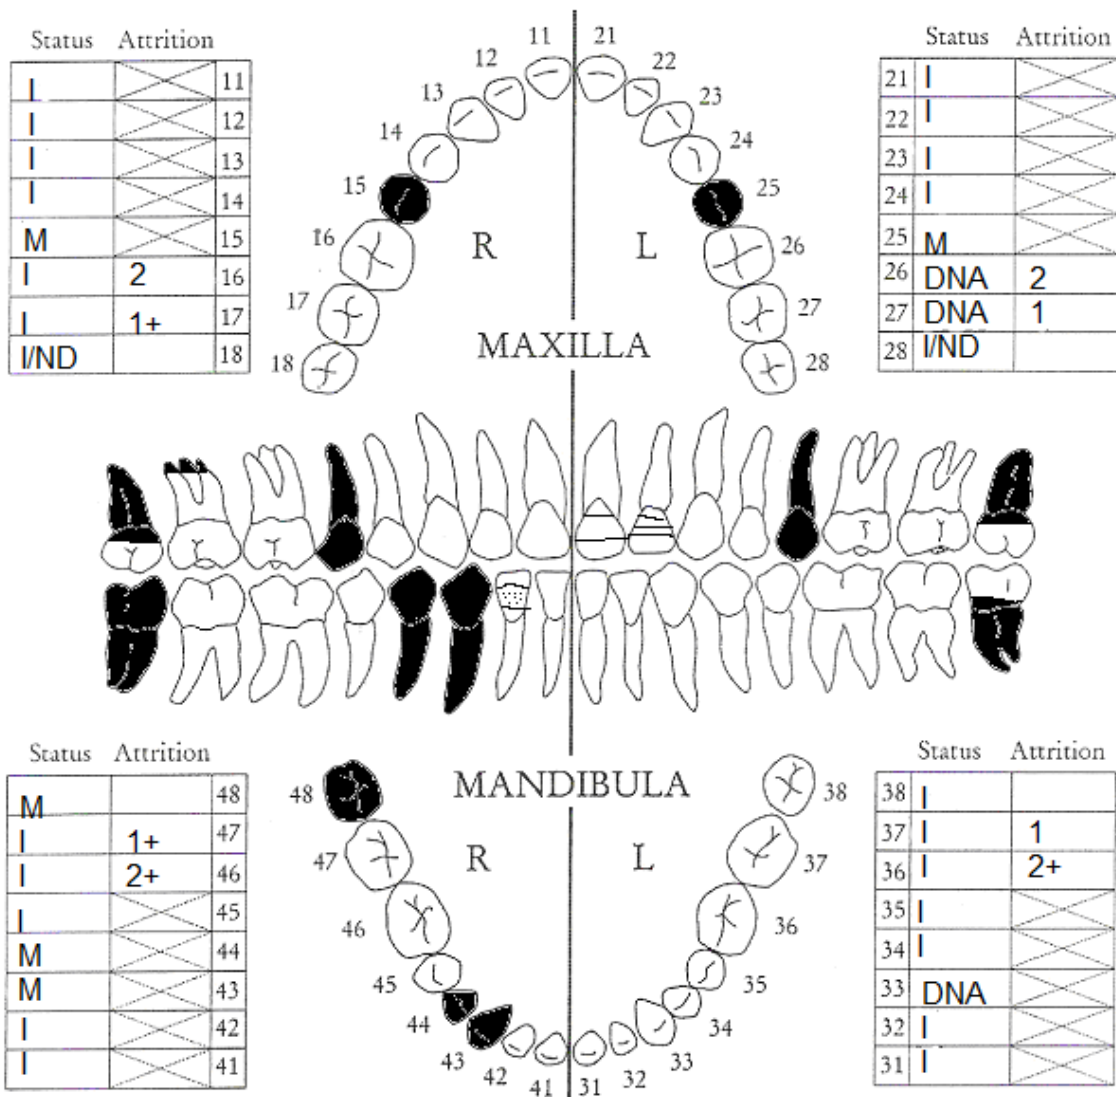 Status Attrition
I 11
I 12
I 13
I 14
M 15
I 2 16
I 1+ 17
I/ND 18
11 21
12 22
13 23
14 24
15 25
16 R L 26
17 27
MAXILLA
18 28
Status Attrition
21 I
22 I
23 I
24 I
25 M
26 DNA 2
27 DNA 1
28 I/ND
Status Attrition
M 48
I 1+ 47
I 2+ 46
I 45
M 44
M 43
I 42
I 41
MANDIBULA
48 38
47 R L 37
46 36
45 35
44 34
43 33
42 32
41 31
Status Attrition
38 I
37 I 1
36 I 2+
35 I
34 I
33 DNA
32 I
31 I